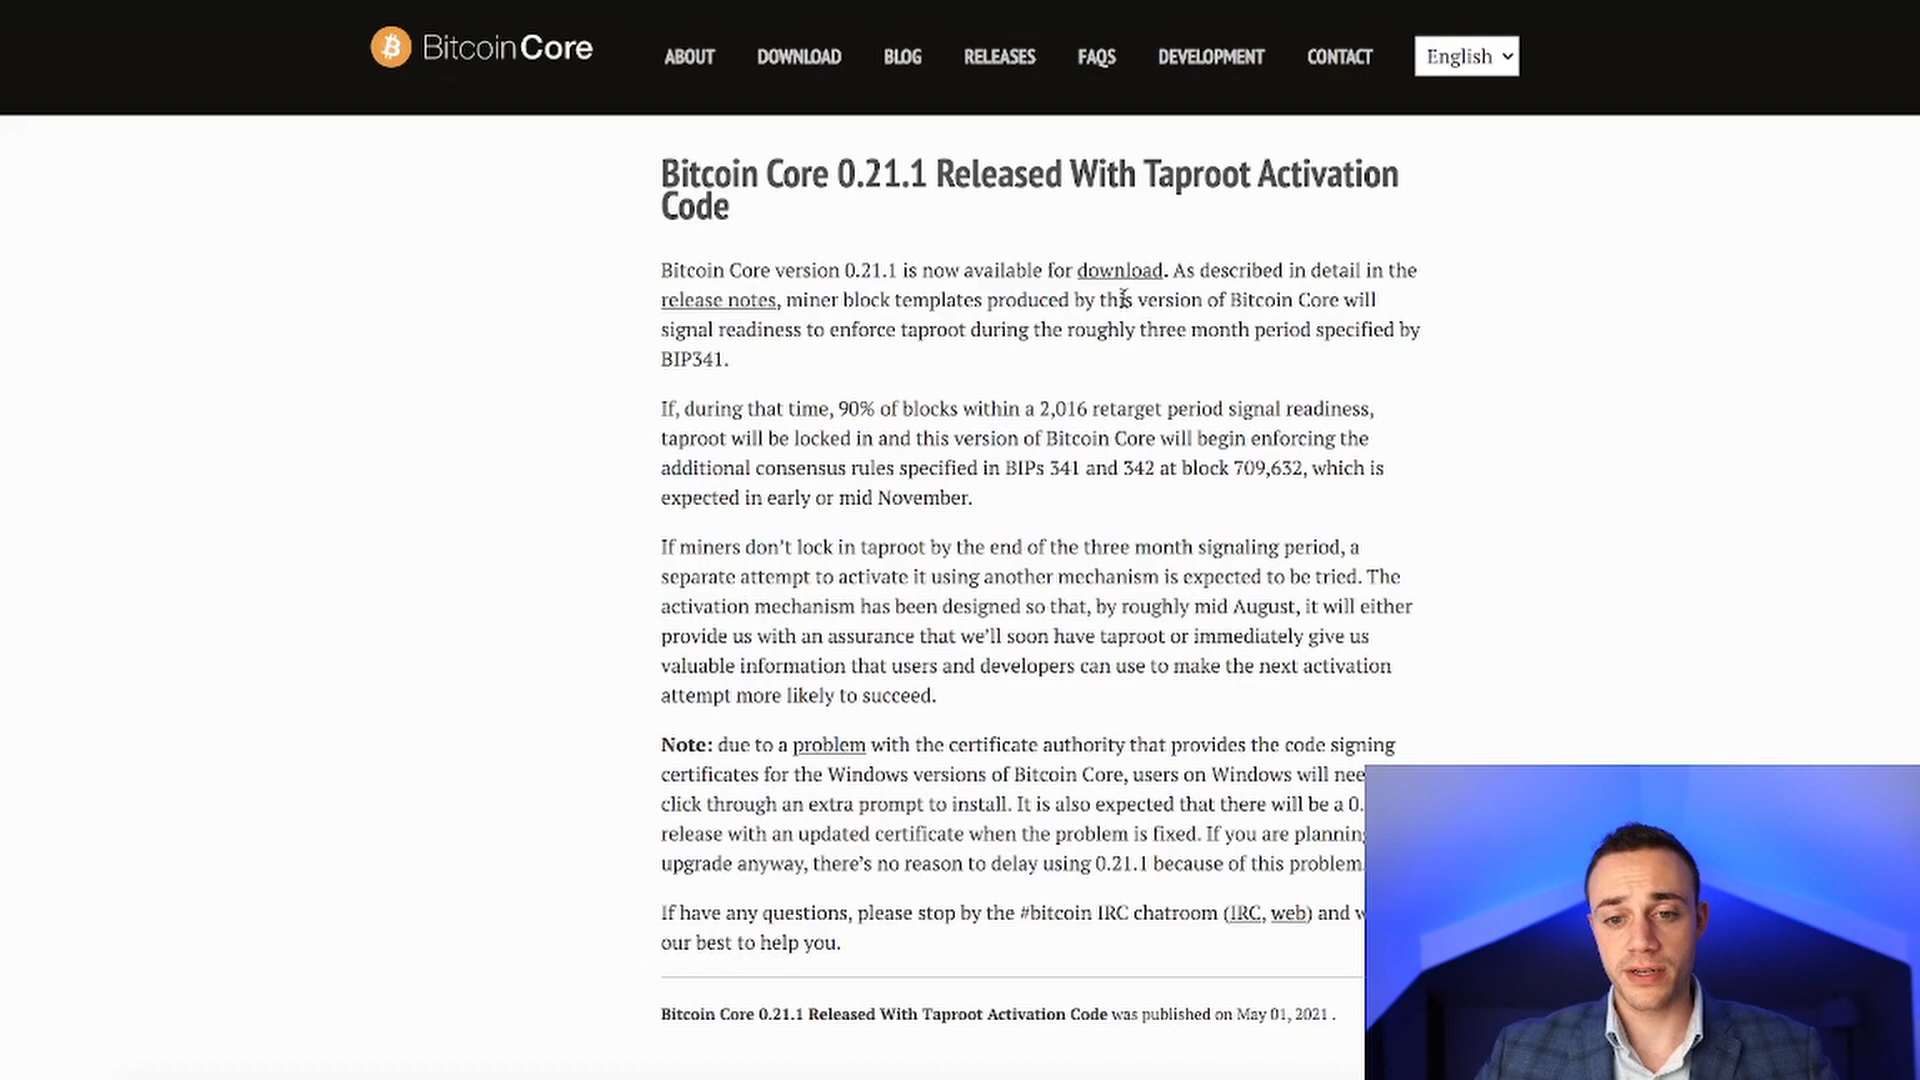 BitcoinCore
ABOUT DOWNLOAD BLOG RELEASES FAQS DEVELOPMENT CONTACT English
Bitcoin Core 0.21.1 Released With Taproot Activation
Code
Bitcoin Core version 0.21.1 is now available for download. As described in detail in the
release notes, miner block templates produced by this version of Bitcoin Core will
signal readiness to enforce taproot during the roughly three month period specified by
BIP341.
If, during that time, 90% of blocks within a 2,016 retarget period signal readiness,
taproot will be locked in and this version of Bitcoin Core will begin enforcing the
additional consensus rules specified in BIPs 341 and 342 at block 709,632, which is
expected in early or mid November.
If miners don’t lock in taproot by the end of the three month signaling period, a
separate attempt to activate it using another mechanism is expected to be tried. The
activation mechanism has been designed so that, by roughly mid August, it will either
provide us with an assurance that we’ll soon have taproot or immediately give us
valuable information that users and developers can use to make the next activation
attempt more likely to succeed.
Note: due to a problem with the certificate authority that provides the code signing
certificates for the Windows versions of Bitcoin Core, users on Windows will nee
click through an extra prompt to install. It is also expected that there will be a 0.
release with an updated certificate when the problem is fixed. If you are planning
upgrade anyway, there’s no reason to delay using 0.21.1 because of this problem.
If have any questions, please stop by the #bitcoin IRC chatroom (IRC, web) and
our best to help you.
Bitcoin Core 0.21.1 Released With Taproot Activation Code was published on May 01, 2021 .